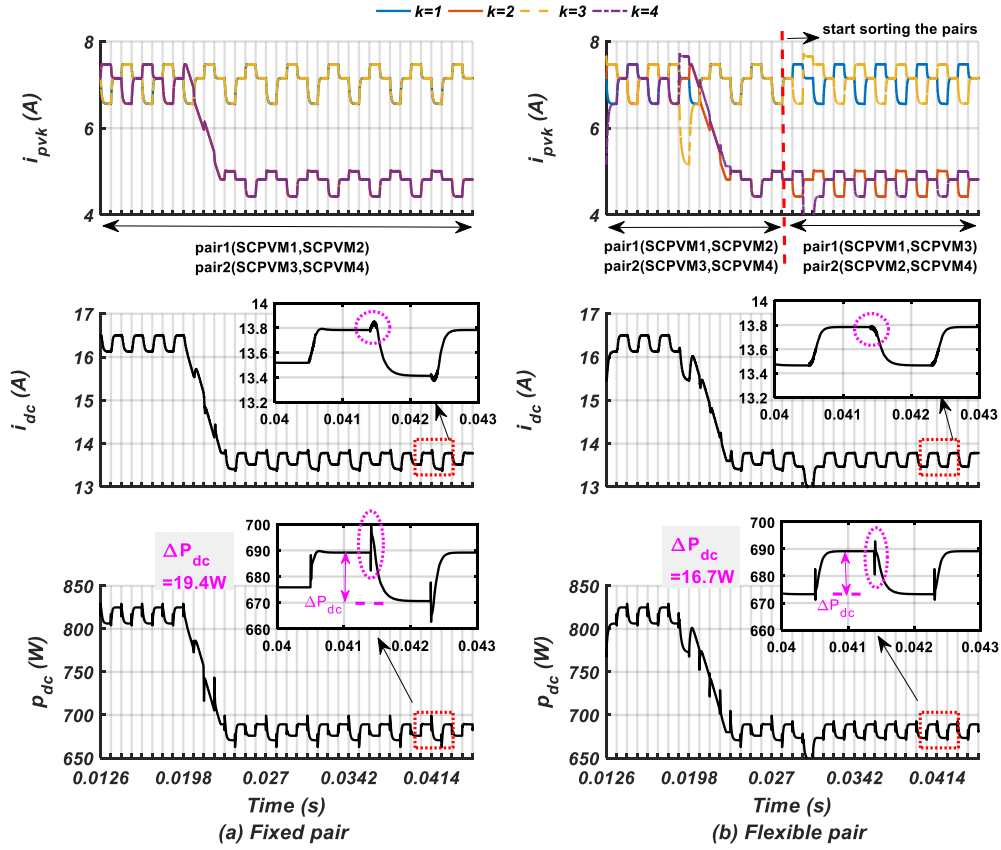 k=1 k=2 k=3 k=4
start sorting the pairs
8
6
4
i_pvk (A)
pair1(SCPVM1,SCPVM2)
pair2(SCPVM3,SCPVM4)
8
6
4
i_pvk (A)
pair1(SCPVM1,SCPVM2)
pair2(SCPVM3,SCPVM4)
pair1(SCPVM1,SCPVM3)
pair2(SCPVM2,SCPVM4)
17
16
15
14
13
i_dc (A)
14
13.8
13.6
13.4
13.2
0.04 0.041 0.042 0.043
17
16
15
14
13
i_dc (A)
14
13.8
13.6
13.4
13.2
0.04 0.041 0.042 0.043
850
800
750
700
650
p_dc (W)
ΔP_dc
=19.4W
700
690
680
670
660
ΔP_dc
0.04 0.041 0.042 0.043
0.0126 0.0198 0.027 0.0342 0.0414
Time (s)
(a) Fixed pair
850
800
750
700
650
p_dc (W)
ΔP_dc
=16.7W
700
690
680
670
660
ΔP_dc
0.04 0.041 0.042 0.043
0.0126 0.0198 0.027 0.0342 0.0414
Time (s)
(b) Flexible pair